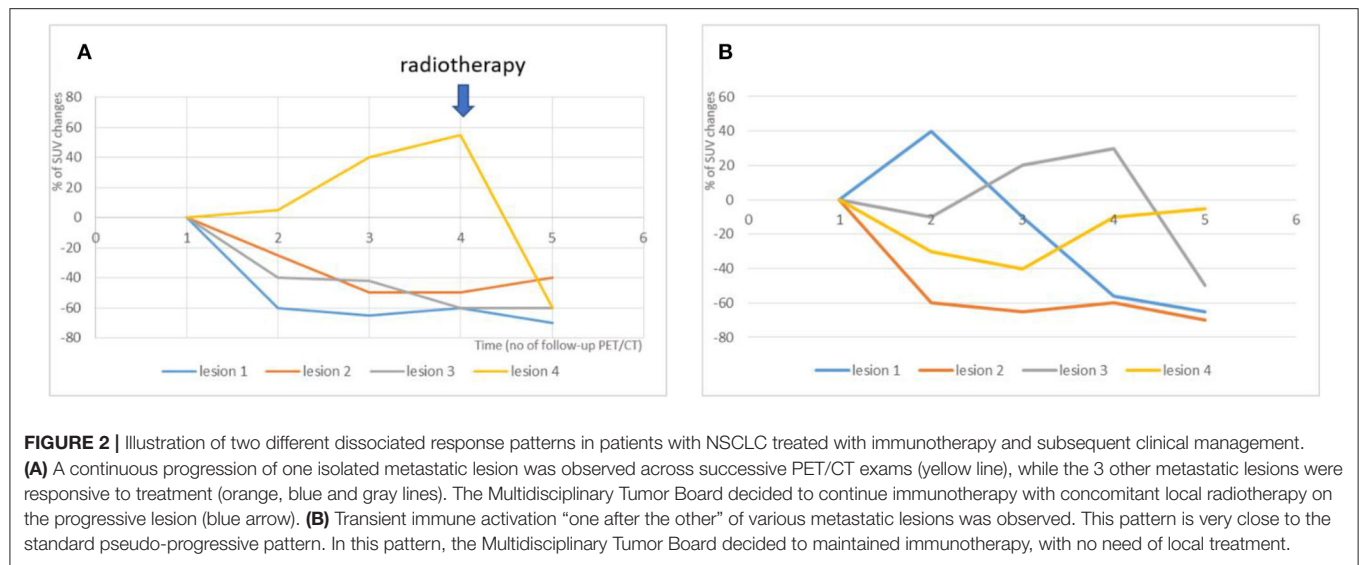 A
radiotherapy
% of SUV changes
80
60
40
20
0
-20
-40
-60
-80
0 1 2 3 4 5 6
Time (no of follow-up PET/CT)
lesion 1 lesion 2 lesion 3 lesion 4
B
% of SUV changes
80
60
40
20
0
-20
-40
-60
-80
0 1 2 3 4 5 6
lesion 1 lesion 2 lesion 3 lesion 4
FIGURE 2 | Illustration of two different dissociated response patterns in patients with NSCLC treated with immunotherapy and subsequent clinical management.
(A) A continuous progression of one isolated metastatic lesion was observed across successive PET/CT exams (yellow line), while the 3 other metastatic lesions were
responsive to treatment (orange, blue and gray lines). The Multidisciplinary Tumor Board decided to continue immunotherapy with concomitant local radiotherapy on
the progressive lesion (blue arrow). (B) Transient immune activation “one after the other” of various metastatic lesions was observed. This pattern is very close to the
standard pseudo-progressive pattern. In this pattern, the Multidisciplinary Tumor Board decided to maintained immunotherapy, with no need of local treatment.